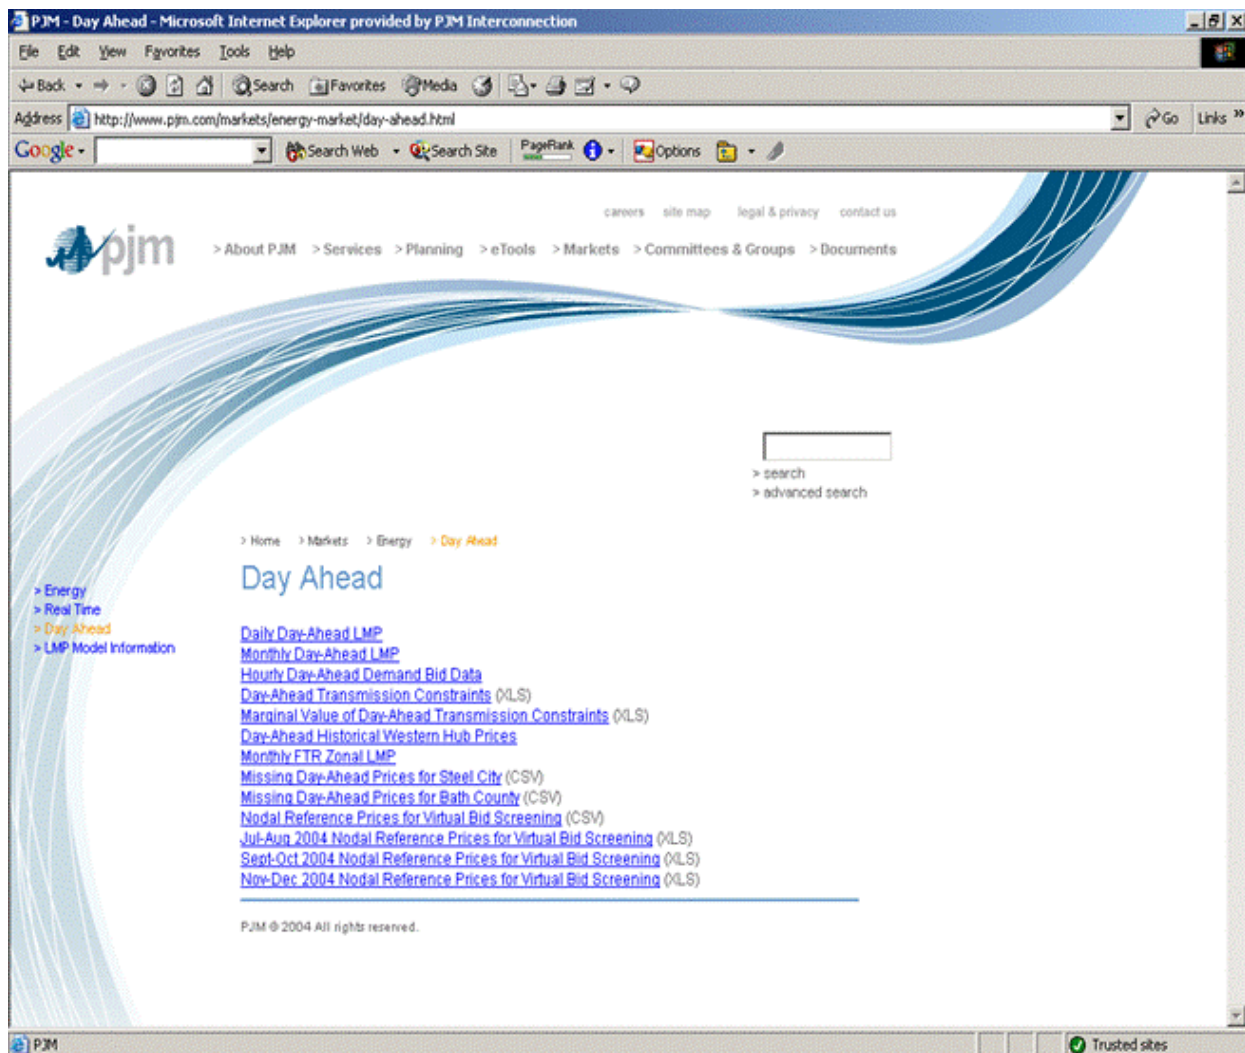 PJM - Day Ahead - Microsoft Internet Explorer provided by PJM Interconnection
File Edit View Favorites Tools Help
Back Search Favorites Media
Address http://www.pjm.com/markets/energy-market/day-ahead.html Go Links »
Google Search Web Search Site PageRank Options
careers site map legal & privacy contact us
pjm > About PJM > Services > Planning > eTools > Markets > Committees & Groups > Documents
> search
> advanced search
> Home > Markets > Energy > Day Ahead
Day Ahead
> Energy
> Real Time
> Day Ahead
> LMP Model Information
Daily Day-Ahead LMP
Monthly Day-Ahead LMP
Hourly Day-Ahead Demand Bid Data
Day-Ahead Transmission Constraints (XLS)
Marginal Value of Day-Ahead Transmission Constraints (XLS)
Day-Ahead Historical Western Hub Prices
Monthly FTR Zonal LMP
Missing Day-Ahead Prices for Steel City (CSV)
Missing Day-Ahead Prices for Bath County (CSV)
Nodal Reference Prices for Virtual Bid Screening (CSV)
Jul-Aug 2004 Nodal Reference Prices for Virtual Bid Screening (XLS)
Sept-Oct 2004 Nodal Reference Prices for Virtual Bid Screening (XLS)
Nov-Dec 2004 Nodal Reference Prices for Virtual Bid Screening (XLS)
PJM © 2004 All rights reserved.
PJM Trusted sites